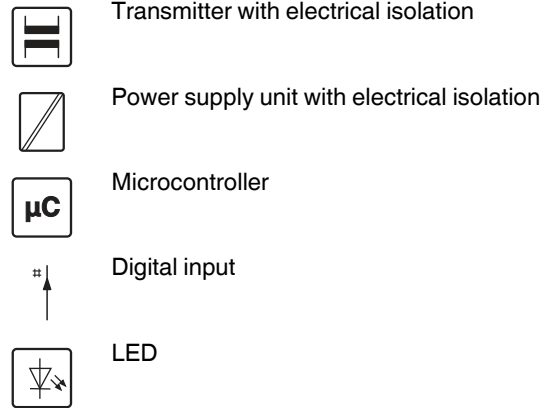 Transmitter with electrical isolation
Power supply unit with electrical isolation
µC
Microcontroller
#
Digital input
LED